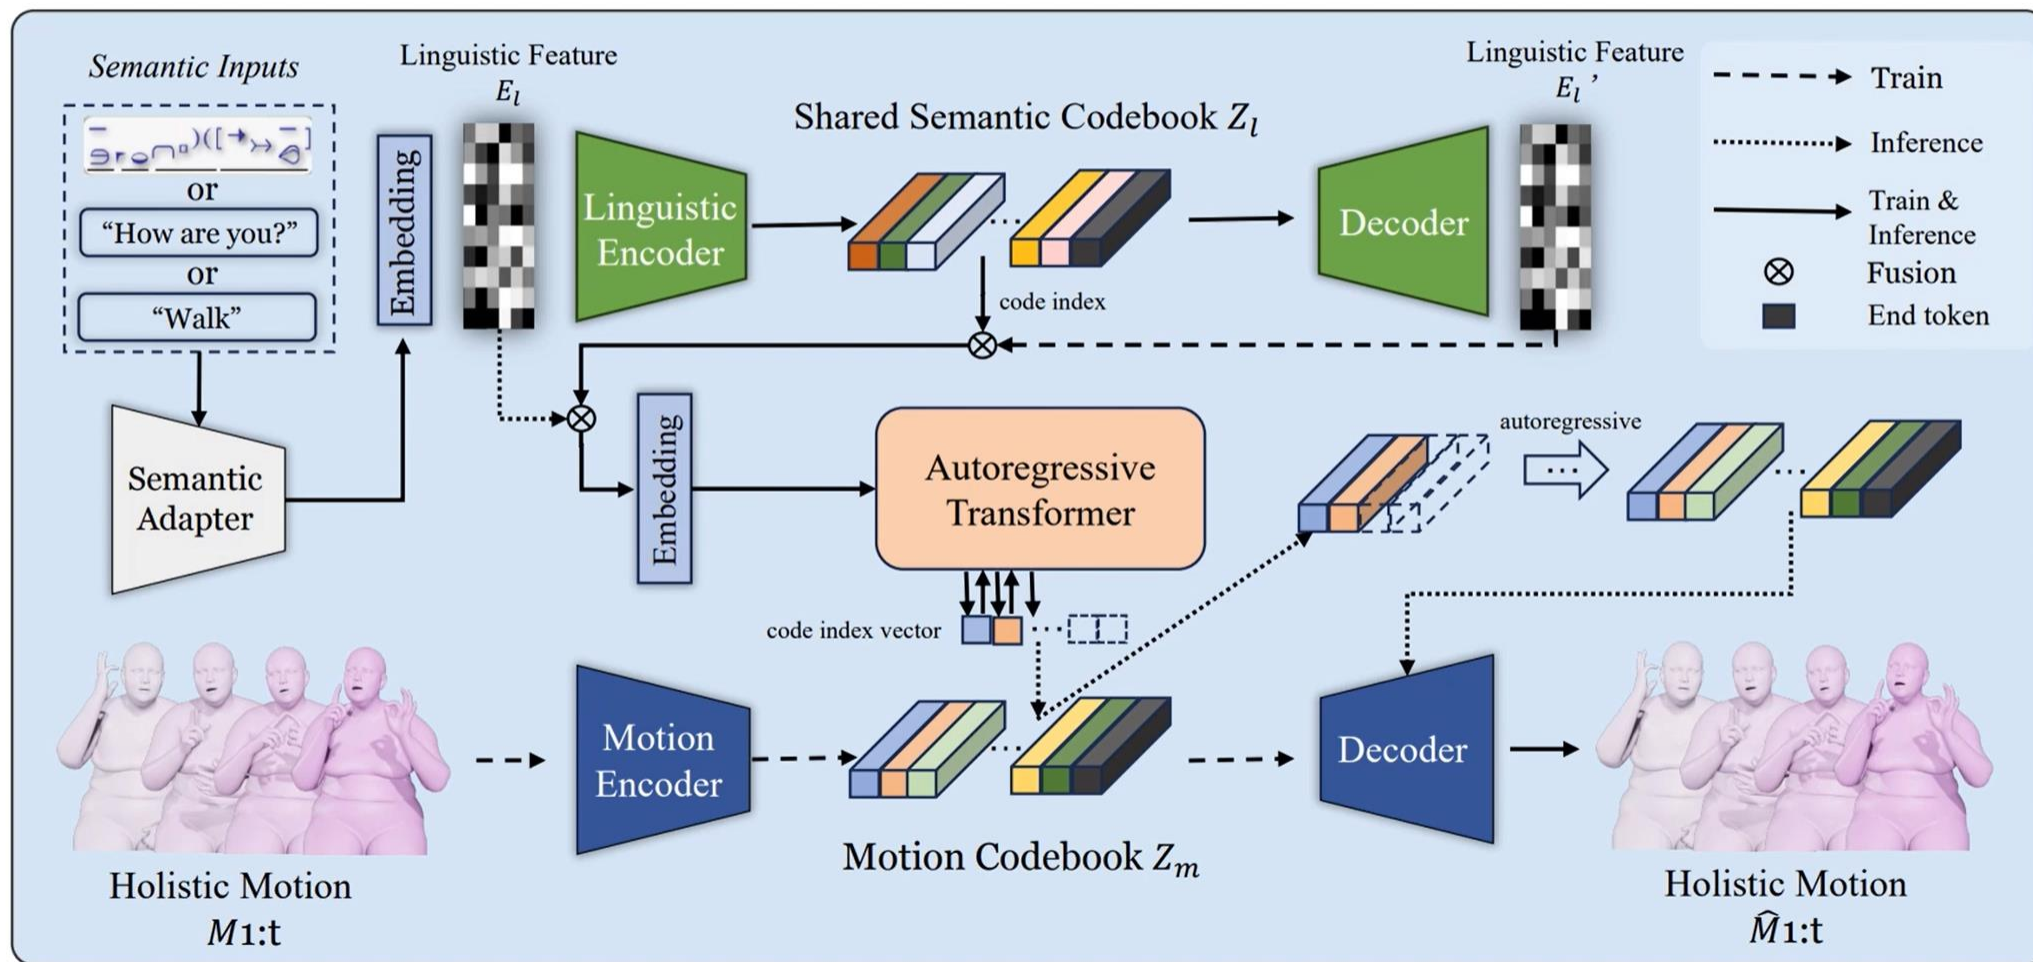 Semantic Inputs
or
“How are you?”
or
“Walk”
Semantic
Adapter
Embedding
Linguistic Feature
E_l
Linguistic
Encoder
Shared Semantic Codebook Z_l
code index
Decoder
Linguistic Feature
E_l’
Train
Inference
Train &
Inference
Fusion
End token
Embedding
Autoregressive
Transformer
code index vector
autoregressive
...
Holistic Motion
M1:t
Motion
Encoder
Motion Codebook Z_m
Decoder
Holistic Motion
M̂1:t